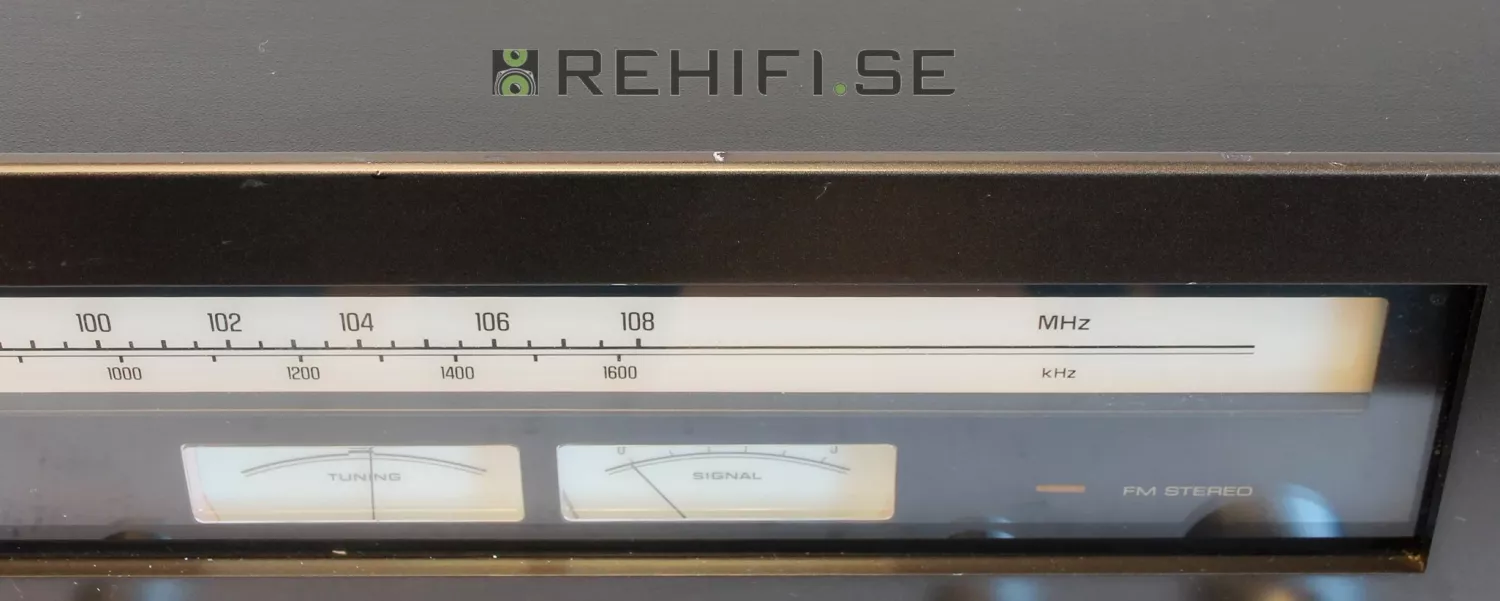 REHIFI.SE
100 102 104 106 108 MHz
1000 1200 1400 1600 kHz
TUNING SIGNAL
FM STEREO